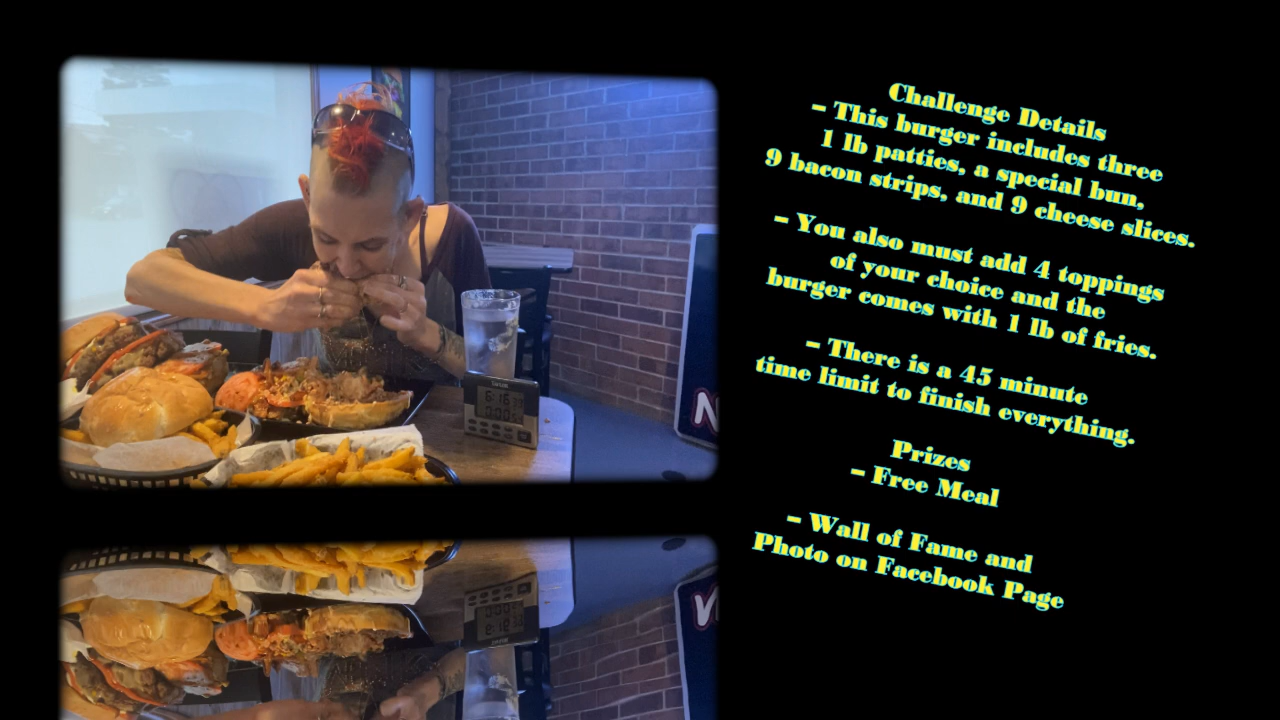 Challenge Details
- This burger includes three
1 lb patties, a special bun,
9 bacon strips, and 9 cheese slices.
- You also must add 4 toppings
of your choice and the
burger comes with 1 lb of fries.
- There is a 45 minute
time limit to finish everything.
Prizes
- Free Meal
- Wall of Fame and
Photo on Facebook Page
N